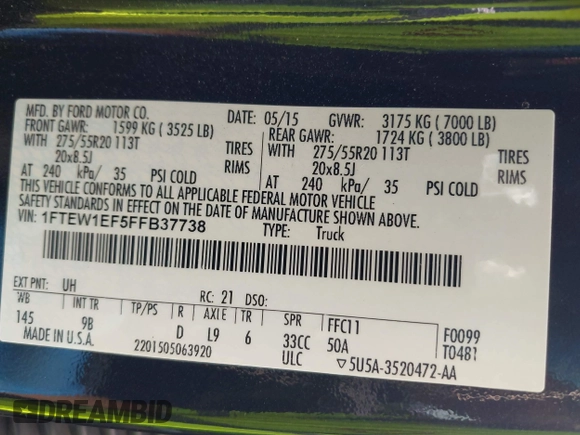 MFD. BY FORD MOTOR CO. DATE: 05/15 GVWR: 3175 KG ( 7000 LB)
FRONT GAWR: 1599 KG ( 3525 LB) REAR GAWR: 1724 KG ( 3800 LB)
WITH 275/55R20 113T TIRES WITH 275/55R20 113T TIRES
20x8.5J RIMS 20x8.5J RIMS
AT 240 kPa/ 35 PSI COLD AT 240 kPa/ 35 PSI COLD
THIS VEHICLE CONFORMS TO ALL APPLICABLE FEDERAL MOTOR VEHICLE
SAFETY STANDARDS IN EFFECT ON THE DATE OF MANUFACTURE SHOWN ABOVE.
VIN: 1FTEW1EF5FFB37738 TYPE: Truck
EXT PNT: UH RC: 21 DSO:
WB INT TR TP/PS R AXLE TR SPR FFC11 F0099
145 9B D L9 6 33CC 50A T0481
MADE IN U.S.A. 2201505063920 ULC ▽5U5A-3520472-AA
DREAMBID